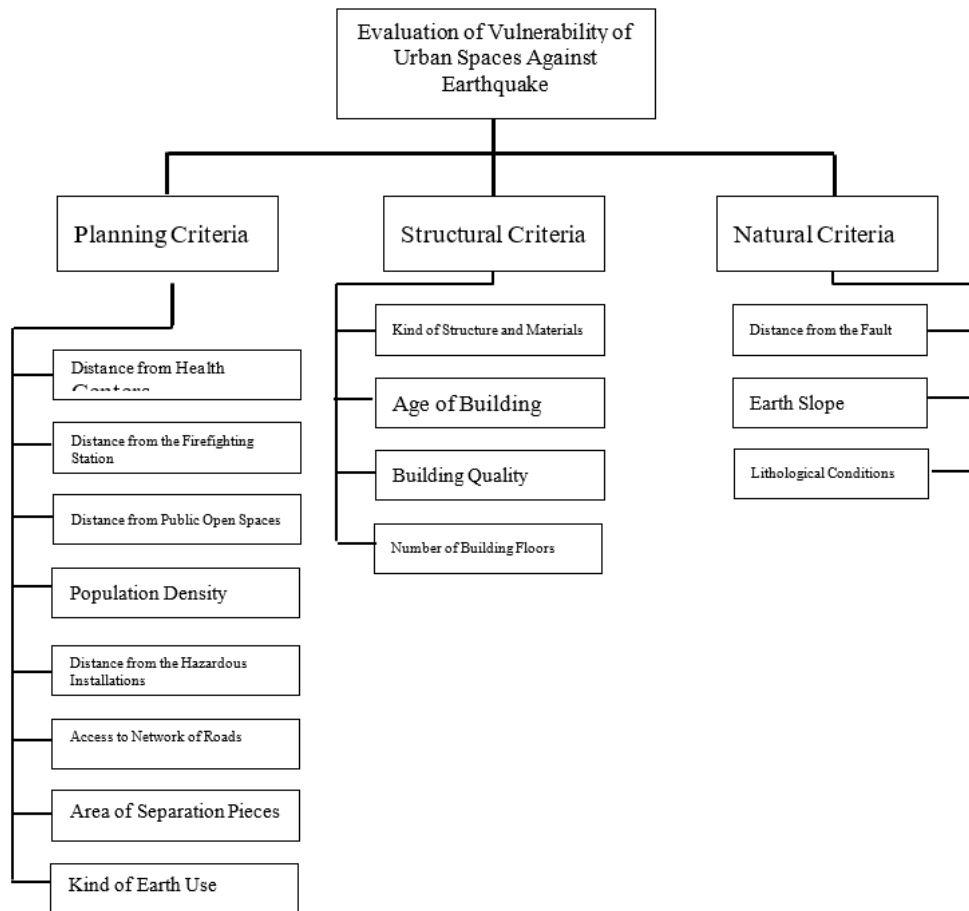 Evaluation of Vulnerability of
Urban Spaces Against
Earthquake
Planning Criteria
Structural Criteria
Natural Criteria
Distance from Health
Centers
Distance from the Firefighting
Station
Distance from Public Open Spaces
Population Density
Distance from the Hazardous
Installations
Access to Network of Roads
Area of Separation Pieces
Kind of Earth Use
Kind of Structure and Materials
Age of Building
Building Quality
Number of Building Floors
Distance from the Fault
Earth Slope
Lithological Conditions